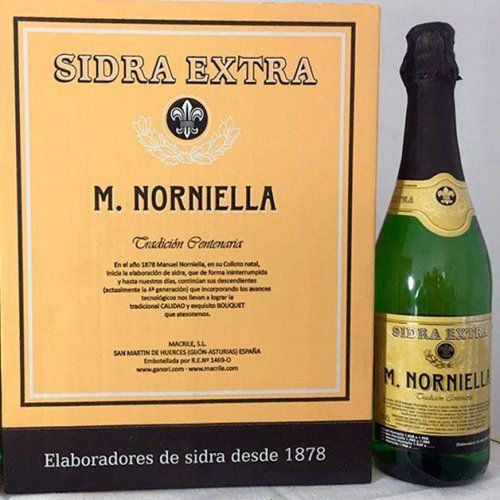 SIDRA EXTRA
M. NORNIELLA
Tradición Centenaria
En el año 1878 Manuel Norniella, en su Colloto natal,
inicia la elaboración de sidra, que de forma ininterrumpida
y hasta nuestros días, continúan sus descendientes
(actualmente la 4ª generación) que incorporando los avances
tecnológicos nos llevan a lograr la
tradicional CALIDAD y exquisito BOUQUET
que atesoramos.
MACRILE, S.L.
SAN MARTIN DE HUERCES (GIJÓN-ASTURIAS) ESPAÑA
Embotellada por R.E.Nº 1469-O
www.ganori.com - www.macrile.com
Elaboradores de sidra desde 1878
EXTRA
SIDRA EXTRA
M. NORNIELLA
Tradición Centenaria